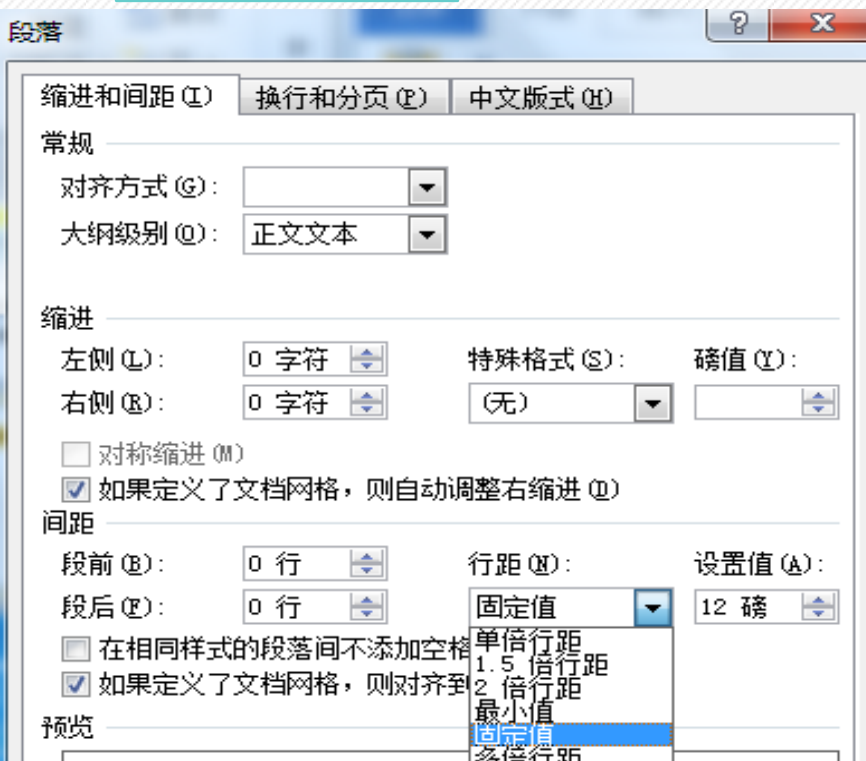 段落
缩进和间距(I) 换行和分页(P) 中文版式(H)
常规
对齐方式(G):
大纲级别(O): 正文文本
缩进
左侧(L): 0 字符 特殊格式(S): 磅值(Y):
右侧(R): 0 字符 (无)
对称缩进(M)
如果定义了文档网格，则自动调整右缩进(D)
间距
段前(B): 0 行 行距(N): 设置值(A):
段后(F): 0 行 固定值 12 磅
在相同样式的段落间不添加空格
如果定义了文档网格，则对齐到
单倍行距
1.5 倍行距
2 倍行距
最小值
固定值
多倍行距
预览